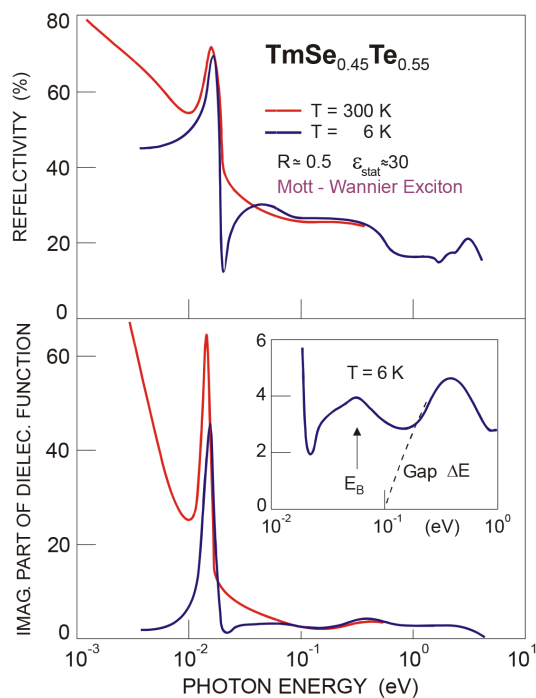 80
60
40
20
0
REFELCTIVITY (%)
TmSe0.45Te0.55
T = 300 K
T = 6 K
R ≃ 0.5 εstat≈30
Mott - Wannier Exciton
60
40
20
0
IMAG. PART OF DIELEC. FUNCTION
6
4
2
0
T = 6 K
EB
Gap ΔE
10-2
10-1
(eV)
100
10-3
10-2
10-1
100
101
PHOTON ENERGY (eV)